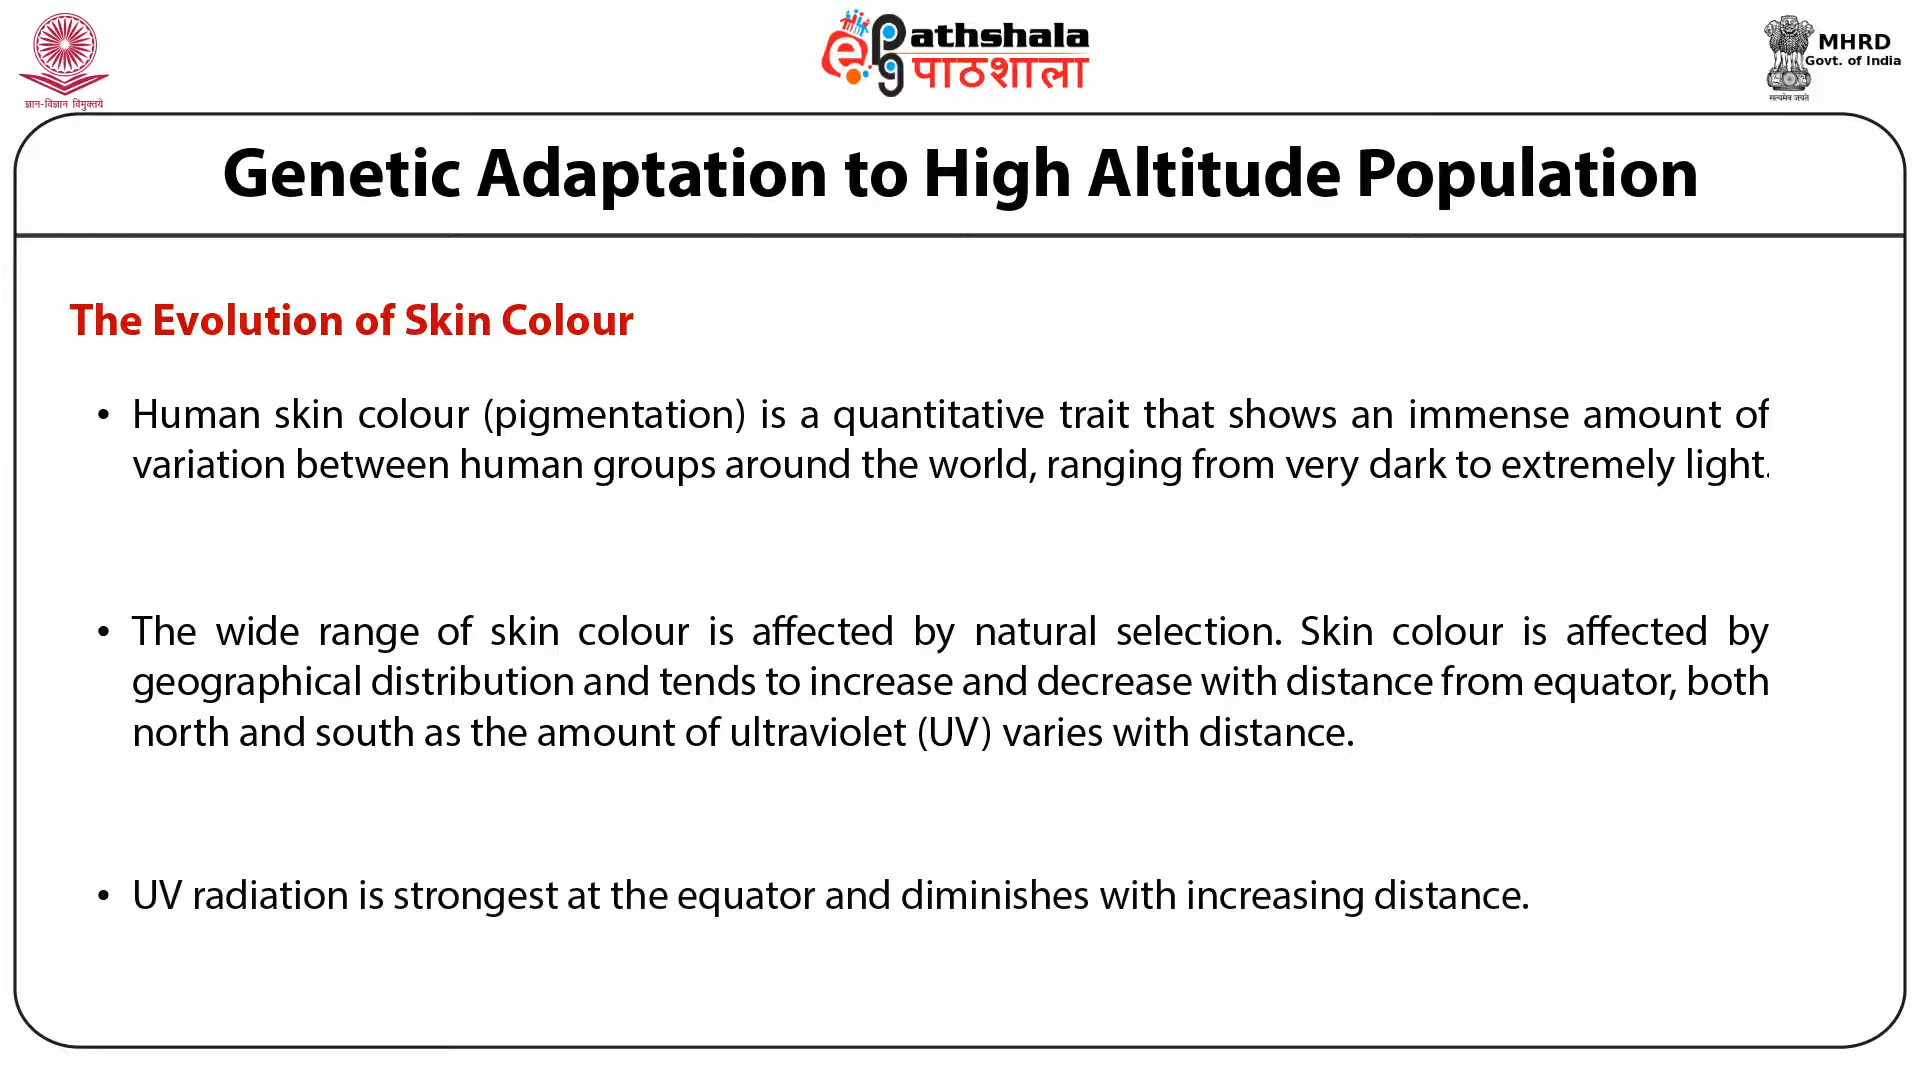 ज्ञान-विज्ञान विमुक्तये
e Pathshala
पाठशाला
MHRD
Govt. of India
सत्यमेव जयते
Genetic Adaptation to High Altitude Population
The Evolution of Skin Colour
• Human skin colour (pigmentation) is a quantitative trait that shows an immense amount of
variation between human groups around the world, ranging from very dark to extremely light.
• The wide range of skin colour is affected by natural selection. Skin colour is affected by
geographical distribution and tends to increase and decrease with distance from equator, both
north and south as the amount of ultraviolet (UV) varies with distance.
• UV radiation is strongest at the equator and diminishes with increasing distance.